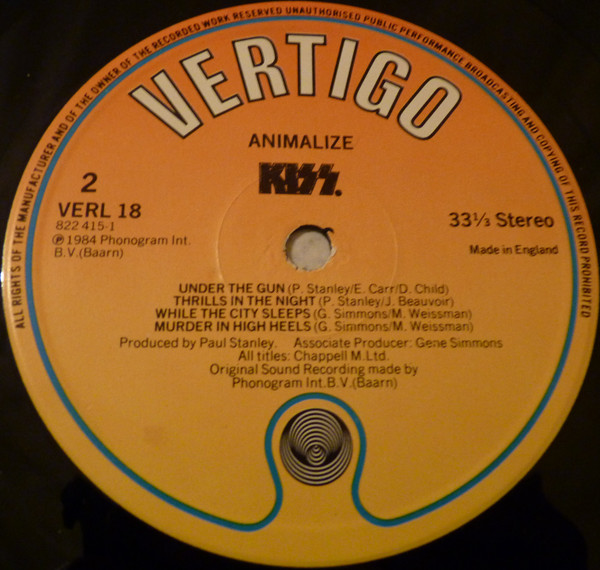 ALL RIGHTS OF THE MANUFACTURER AND OF THE OWNER OF THE RECORDED WORK RESERVED UNAUTHORISED PUBLIC PERFORMANCE BROADCASTING AND COPYING OF THIS RECORD PROHIBITED
VERTIGO
ANIMALIZE
KISS.
2
VERL 18
822 415-1
℗ 1984 Phonogram Int.
B.V.(Baarn)
33⅓ Stereo
Made in England
UNDER THE GUN (P. Stanley/E. Carr/D. Child)
THRILLS IN THE NIGHT (P. Stanley/J. Beauvoir)
WHILE THE CITY SLEEPS (G. Simmons/M. Weissman)
MURDER IN HIGH HEELS (G. Simmons/M. Weissman)
Produced by Paul Stanley. Associate Producer: Gene Simmons
All titles: Chappell M.Ltd.
Original Sound Recording made by
Phonogram Int.B.V.(Baarn)